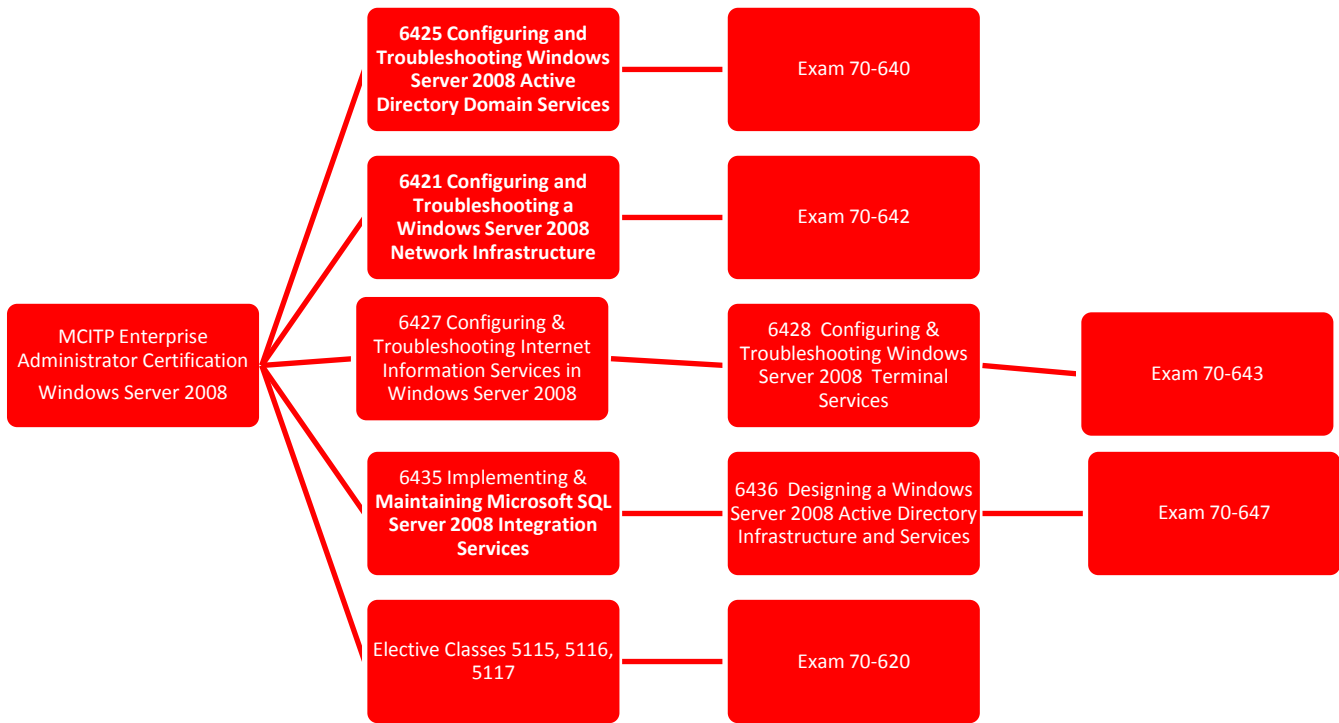 MCITP Enterprise
Administrator Certification
Windows Server 2008
6425 Configuring and
Troubleshooting Windows
Server 2008 Active
Directory Domain Services
Exam 70-640
6421 Configuring and
Troubleshooting a
Windows Server 2008
Network Infrastructure
Exam 70-642
6427 Configuring &
Troubleshooting Internet
Information Services in
Windows Server 2008
6428 Configuring &
Troubleshooting Windows
Server 2008 Terminal
Services
Exam 70-643
6435 Implementing &
Maintaining Microsoft SQL
Server 2008 Integration
Services
6436 Designing a Windows
Server 2008 Active Directory
Infrastructure and Services
Exam 70-647
Elective Classes 5115, 5116,
5117
Exam 70-620